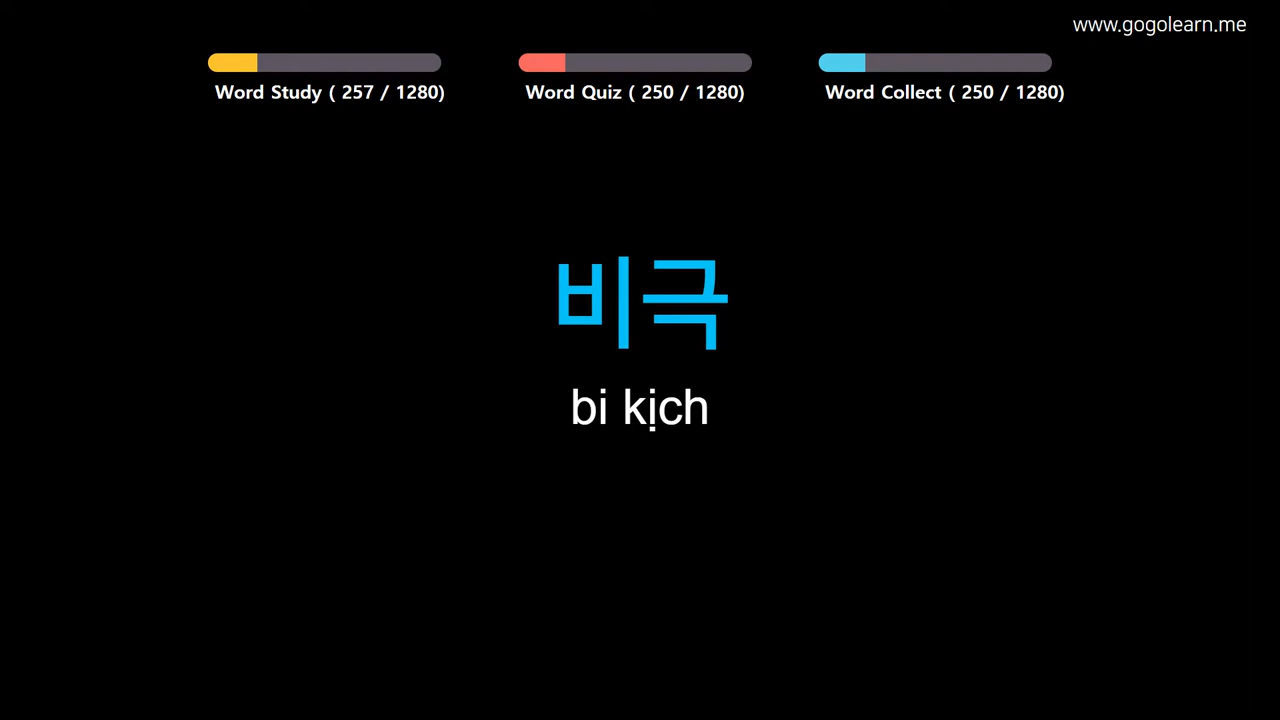 www.gogolearn.me
Word Study ( 257 / 1280)
Word Quiz ( 250 / 1280)
Word Collect ( 250 / 1280)
비극
bi kịch